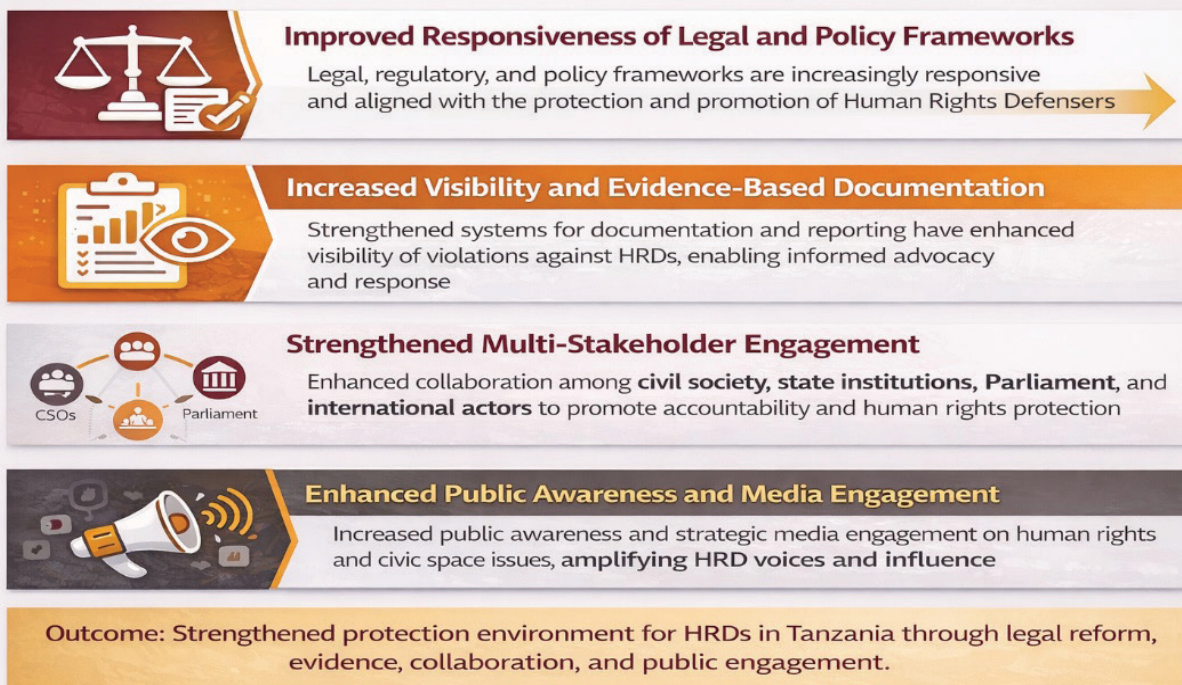 Improved Responsiveness of Legal and Policy Frameworks
Legal, regulatory, and policy frameworks are increasingly responsive
and aligned with the protection and promotion of Human Rights Defensers
Increased Visibility and Evidence-Based Documentation
Strengthened systems for documentation and reporting have enhanced
visibility of violations against HRDs, enabling informed advocacy
and response
CSOs
Parliament
Strengthened Multi-Stakeholder Engagement
Enhanced collaboration among civil society, state institutions, Parliament, and
international actors to promote accountability and human rights protection
Enhanced Public Awareness and Media Engagement
Increased public awareness and strategic media engagement on human rights
and civic space issues, amplifying HRD voices and influence
Outcome: Strengthened protection environment for HRDs in Tanzania through legal reform,
evidence, collaboration, and public engagement.